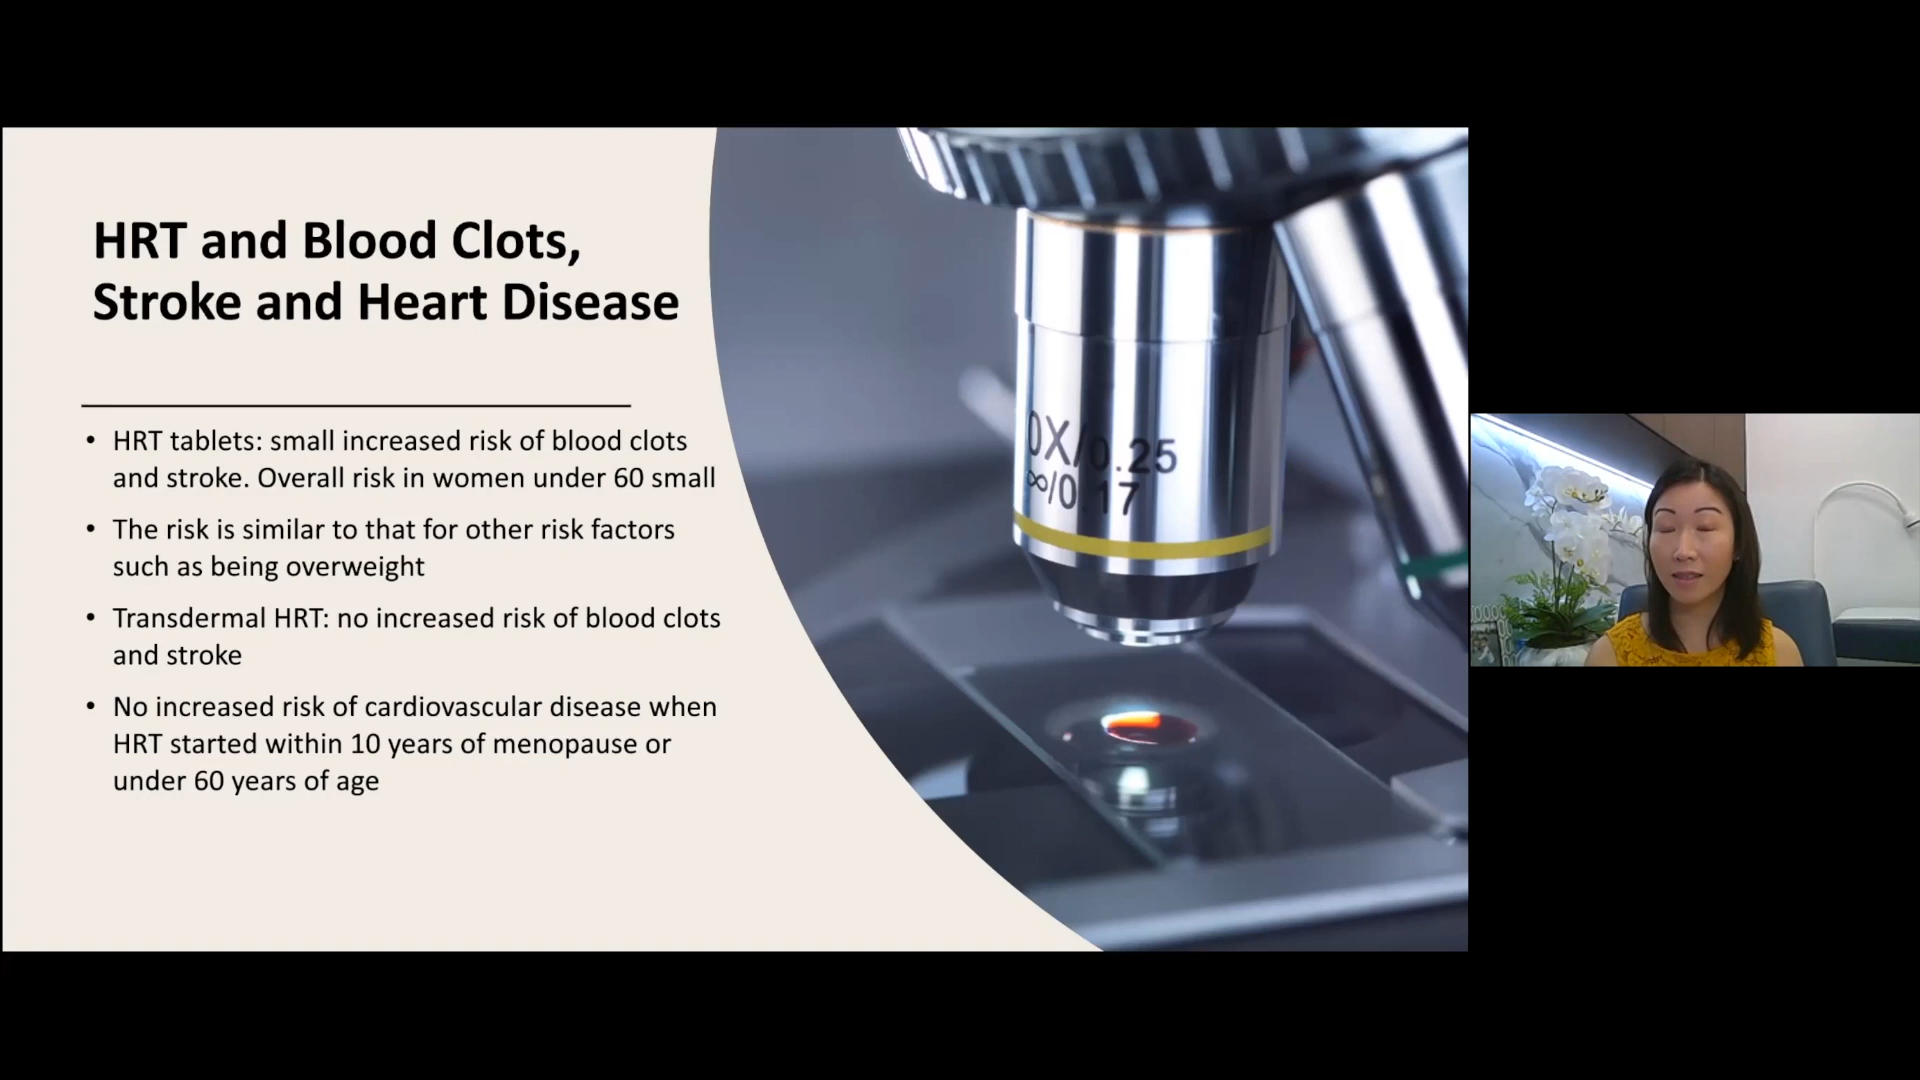 HRT and Blood Clots,
Stroke and Heart Disease
• HRT tablets: small increased risk of blood clots
and stroke. Overall risk in women under 60 small
• The risk is similar to that for other risk factors
such as being overweight
• Transdermal HRT: no increased risk of blood clots
and stroke
• No increased risk of cardiovascular disease when
HRT started within 10 years of menopause or
under 60 years of age
0X/0.25
∞/0.17